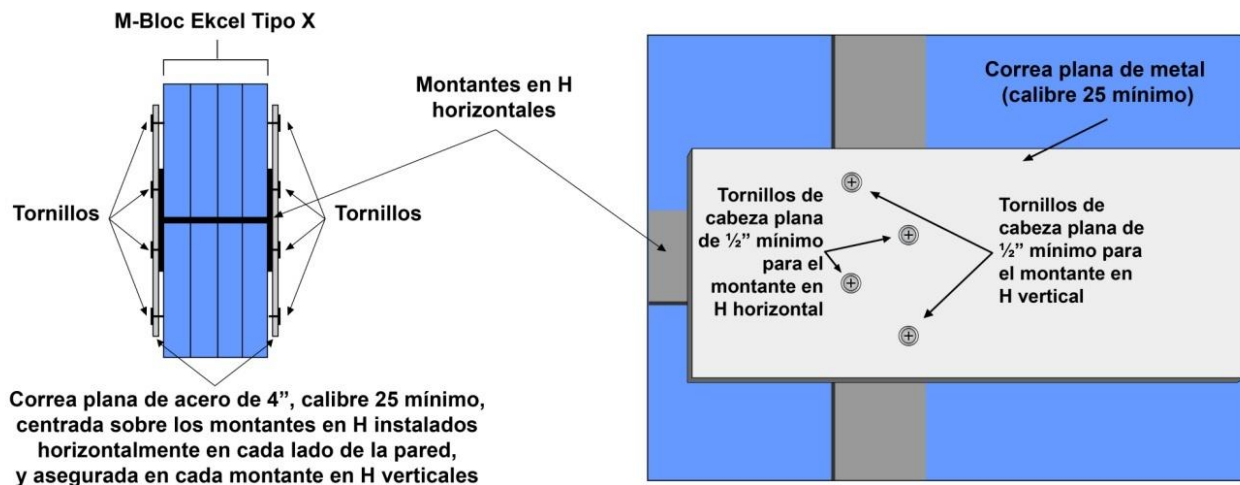 M-Bloc Ekcel Tipo X
Montantes en H
horizontales
Tornillos
Tornillos
Correa plana de acero de 4”, calibre 25 mínimo,
centrada sobre los montantes en H instalados
horizontalmente en cada lado de la pared,
y asegurada en cada montante en H verticales
Correa plana de metal
(calibre 25 mínimo)
Tornillos de
cabeza plana
de ½” mínimo
para el
montante en
H horizontal
Tornillos de
cabeza plana de
½” mínimo para
el montante en
H vertical